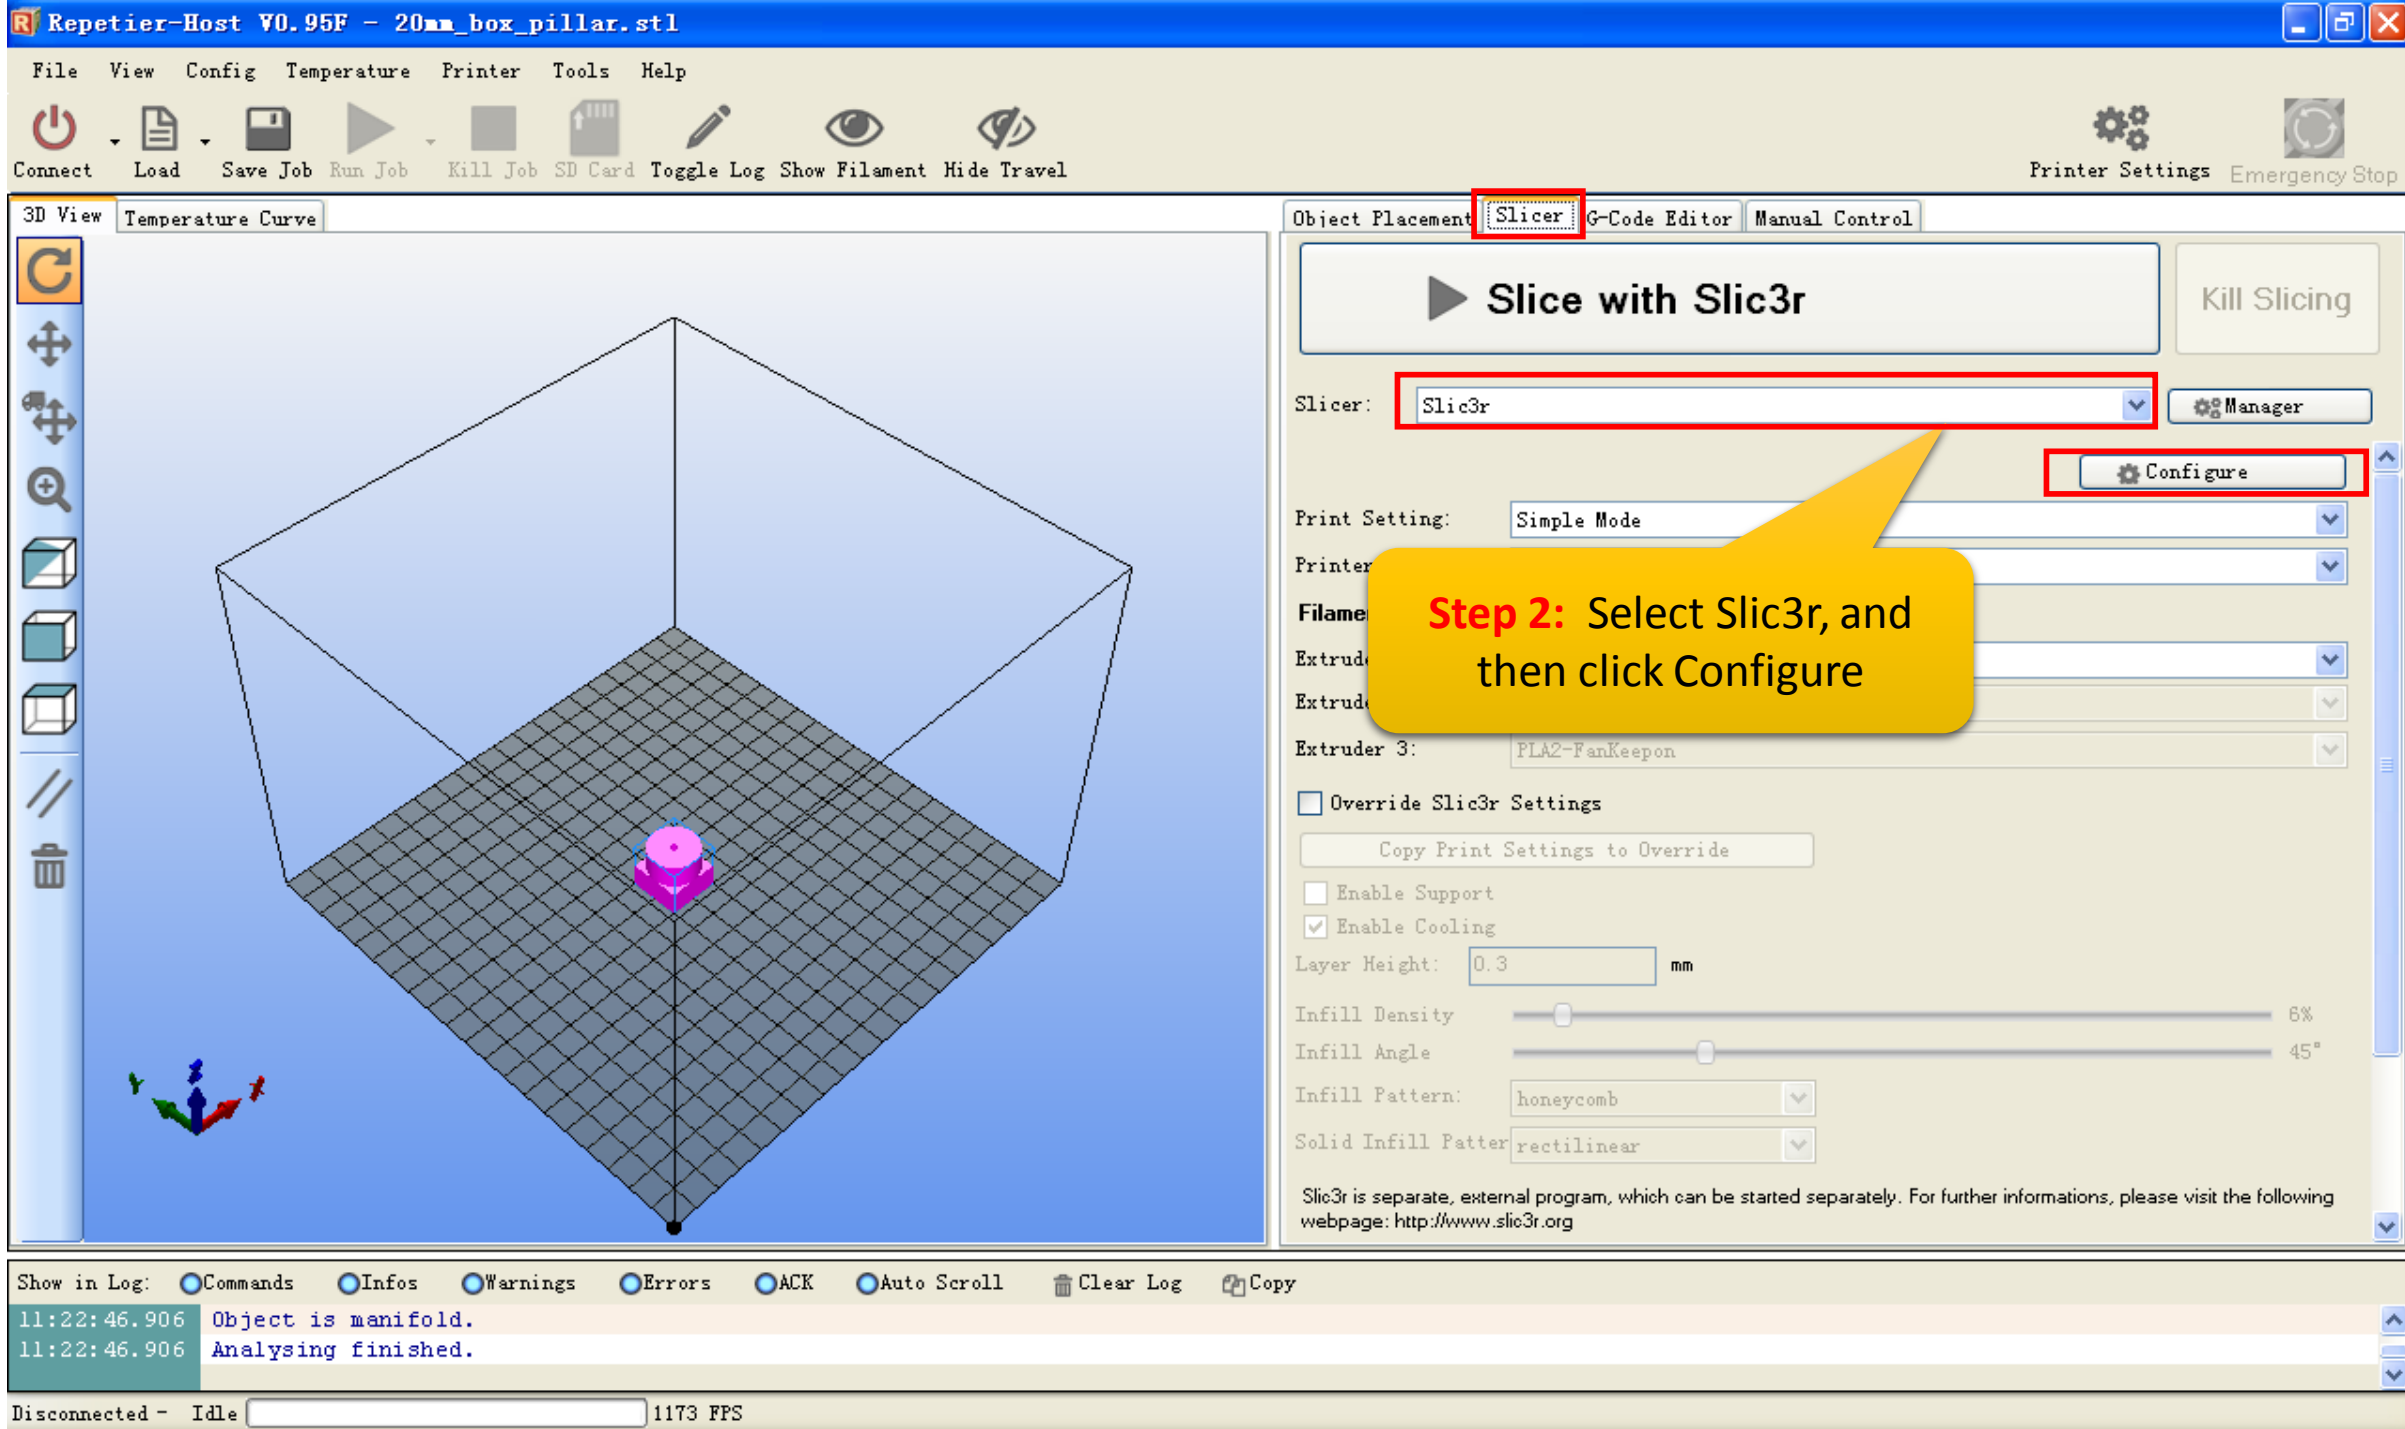 Repetier-Host V0.95F - 20mm_box_pillar.stl
File View Config Temperature Printer Tools Help
Connect Load Save Job Run Job Kill Job SD Card Toggle Log Show Filament Hide Travel Printer Settings Emergency Stop
3D View Temperature Curve
Object Placement Slicer G-Code Editor Manual Control
Slice with Slic3r
Kill Slicing
Slicer: Slic3r Manager
Configure
Print Setting: Simple Mode
Printer
Step 2: Select Slic3r, and
then click Configure
Extruder 3: PLA2-FanKeepon
Override Slic3r Settings
Copy Print Settings to Override
Enable Support
Enable Cooling
Layer Height: 0.3 mm
Infill Density 6%
Infill Angle 45°
Infill Pattern: honeycomb
Solid Infill Patter rectilinear
Slic3r is separate, external program, which can be started separately. For further informations, please visit the following
webpage: http://www.slic3r.org
Y Z X
Show in Log: Commands Infos Warnings Errors ACK Auto Scroll Clear Log Copy
11:22:46.906 Object is manifold.
11:22:46.906 Analysing finished.
Disconnected - Idle 1173 FPS